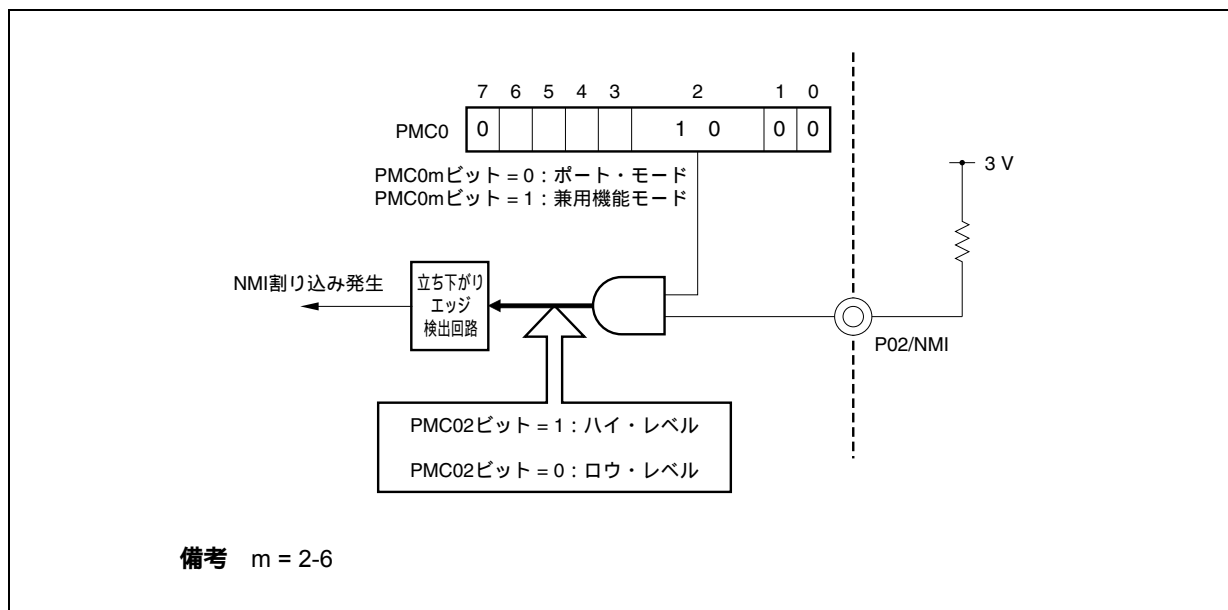 7 6 5 4 3 2 1 0
PMC0 0 1 0 0 0
PMC0mビット = 0 : ポート・モード
PMC0mビット = 1 : 兼用機能モード
3 V
NMI割り込み発生
立ち下がり
エッジ
検出回路
P02/NMI
PMC02ビット = 1 : ハイ・レベル
PMC02ビット = 0 : ロウ・レベル
備考 m = 2-6